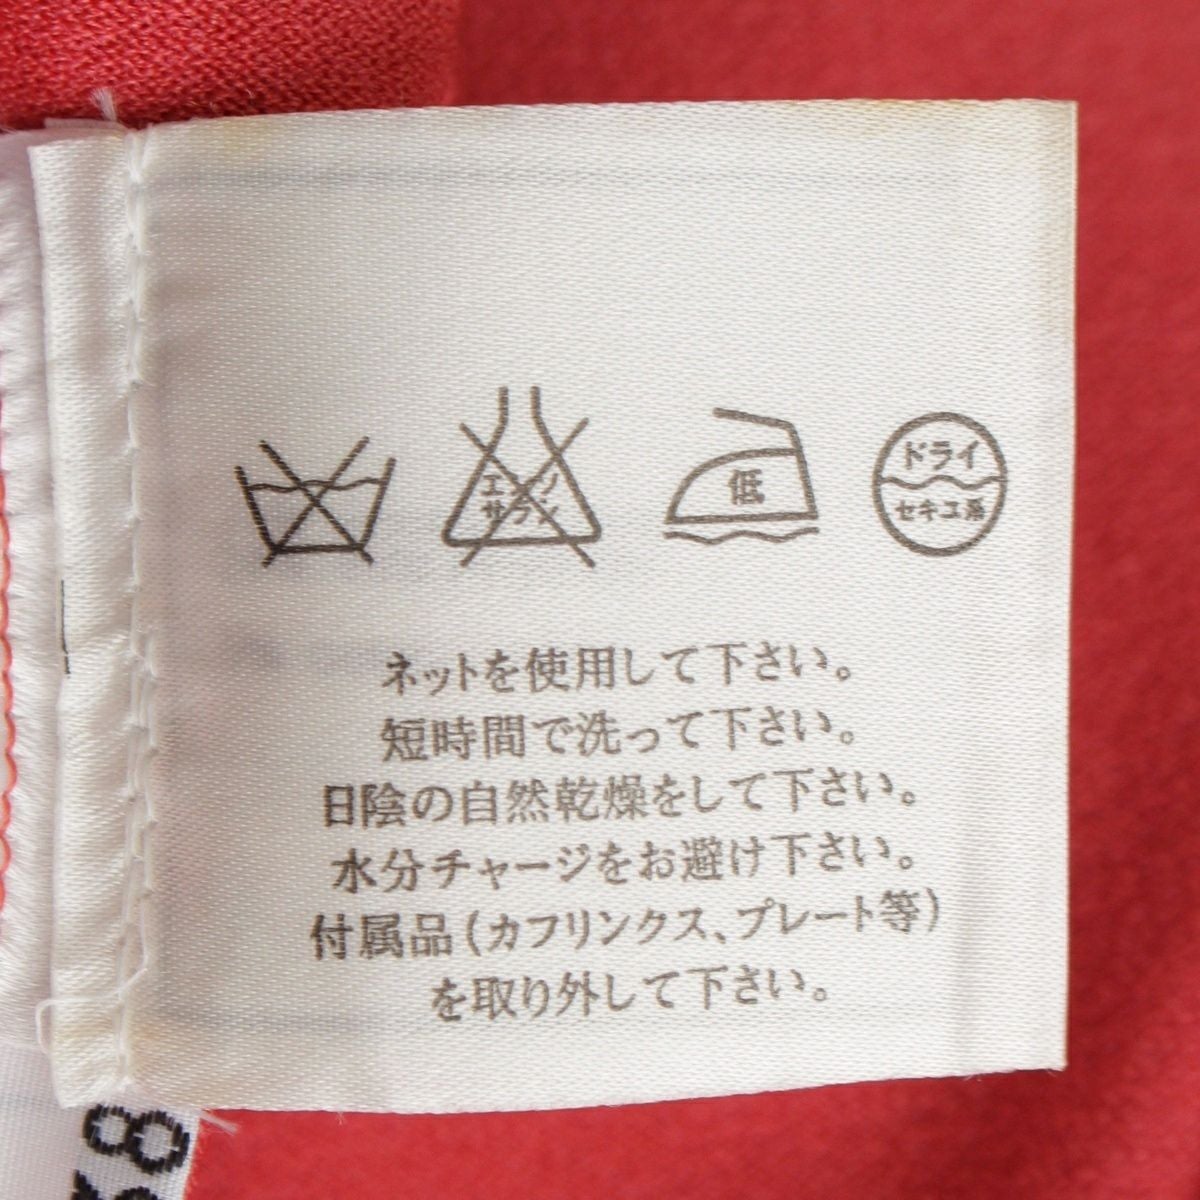 エンソ
サラシ
低
ドライ
セキユ系
ネットを使用して下さい。
短時間で洗って下さい。
日陰の自然乾燥をして下さい。
水分チャージをお避け下さい。
付属品(カフリンクス、プレート等)
を取り外して下さい。